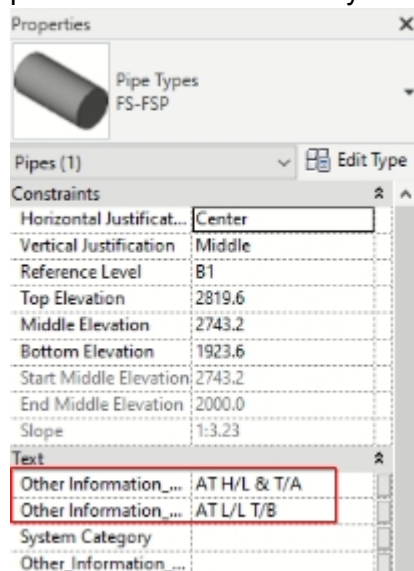 Properties
Pipe Types
FS-FSP
Pipes (1) Edit Type
Constraints
Horizontal Justificat... Center
Vertical Justification Middle
Reference Level B1
Top Elevation 2819.6
Middle Elevation 2743.2
Bottom Elevation 1923.6
Start Middle Elevation 2743.2
End Middle Elevation 2000.0
Slope 1:3.23
Text
Other Information_... AT H/L & T/A
Other Information_... AT L/L T/B
System Category
Other_Information_...